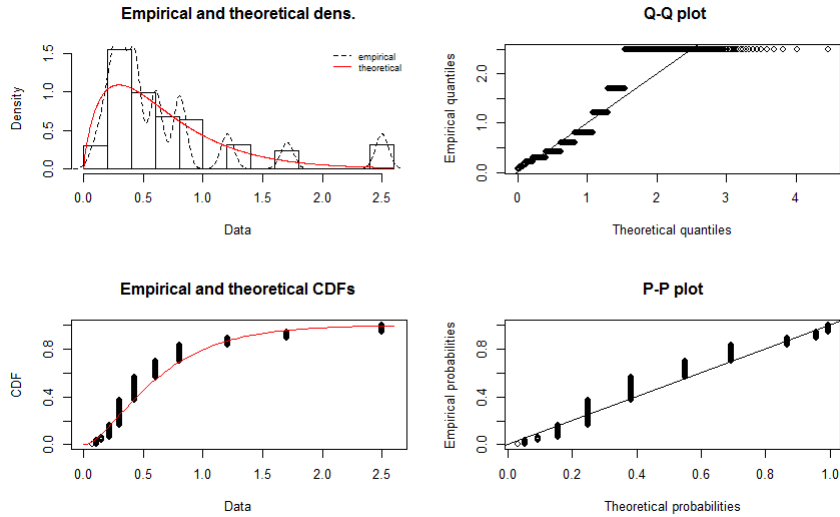 Empirical and theoretical dens.
Density
0.0 0.5 1.0 1.5
empirical
theoretical
0.0 0.5 1.0 1.5 2.0 2.5
Data
Q-Q plot
Empirical quantiles
0.0 1.0 2.0
0 1 2 3 4
Theoretical quantiles
Empirical and theoretical CDFs
CDF
0.0 0.4 0.8
0.0 0.5 1.0 1.5 2.0 2.5
Data
P-P plot
Empirical probabilities
0.0 0.4 0.8
0.0 0.2 0.4 0.6 0.8 1.0
Theoretical probabilities